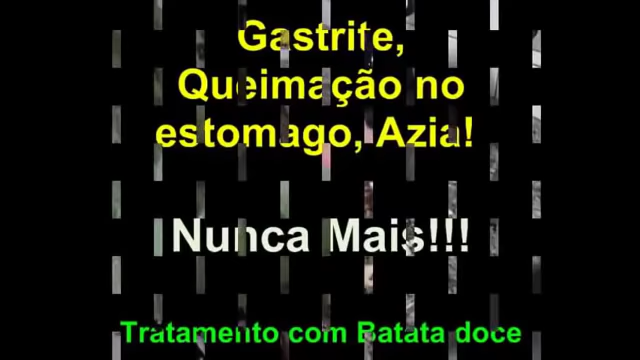 Gastrite,
Queimação no
estomago, Azia!
Nunca Mais!!!
Tratamento com Batata doce